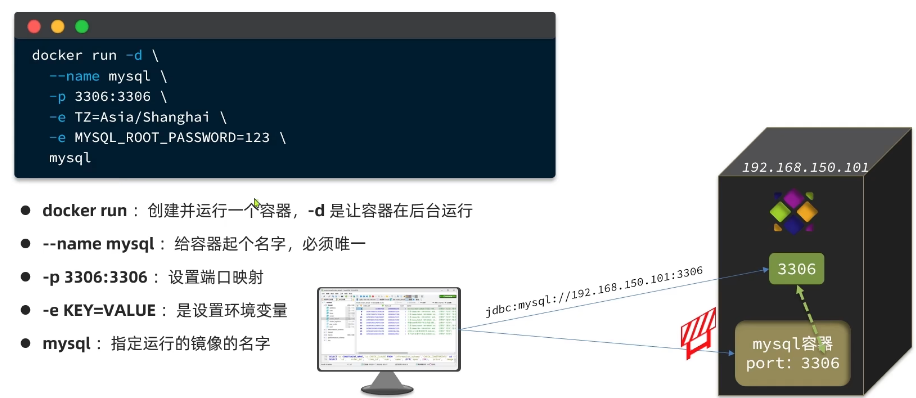 docker run -d \
--name mysql \
-p 3306:3306 \
-e TZ=Asia/Shanghai \
-e MYSQL_ROOT_PASSWORD=123 \
mysql
docker run ：创建并运行一个容器，-d 是让容器在后台运行
--name mysql ：给容器起个名字，必须唯一
-p 3306:3306 ：设置端口映射
-e KEY=VALUE ：是设置环境变量
mysql ：指定运行的镜像的名字
jdbc:mysql://192.168.150.101:3306
192.168.150.101
3306
mysql容器
port: 3306